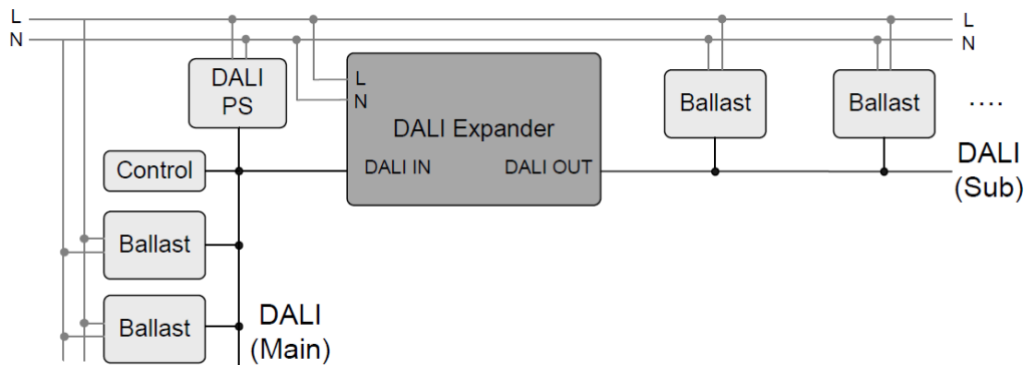 L
N
L
N
DALI
PS
L
N
DALI Expander
DALI IN
DALI OUT
Ballast
Ballast
....
DALI
(Sub)
Control
Ballast
Ballast
DALI
(Main)